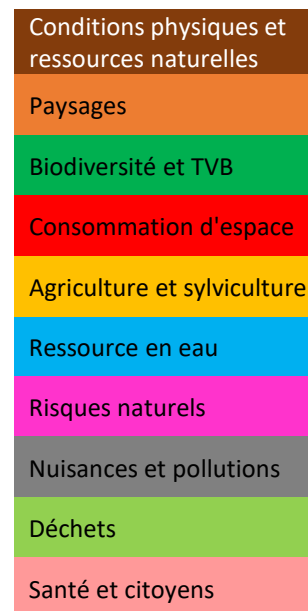 Conditions physiques et
ressources naturelles
Paysages
Biodiversité et TVB
Consommation d'espace
Agriculture et sylviculture
Ressource en eau
Risques naturels
Nuisances et pollutions
Déchets
Santé et citoyens